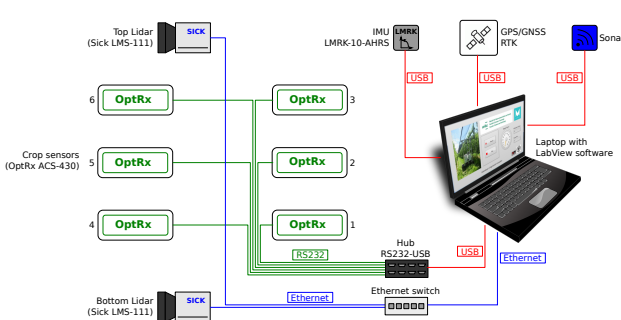 Top Lidar
(Sick LMS-111)
SICK
IMU
LMRK-10-AHRS
LMRK
GPS/GNSS
RTK
Sona
USB
USB
USB
6
OptRx
OptRx
3
Crop sensors
(OptRx ACS-430)
5
OptRx
OptRx
2
Laptop with
LabView software
4
OptRx
OptRx
1
RS232
Hub
RS232-USB
USB
Ethernet
Bottom Lidar
(Sick LMS-111)
SICK
Ethernet
Ethernet switch